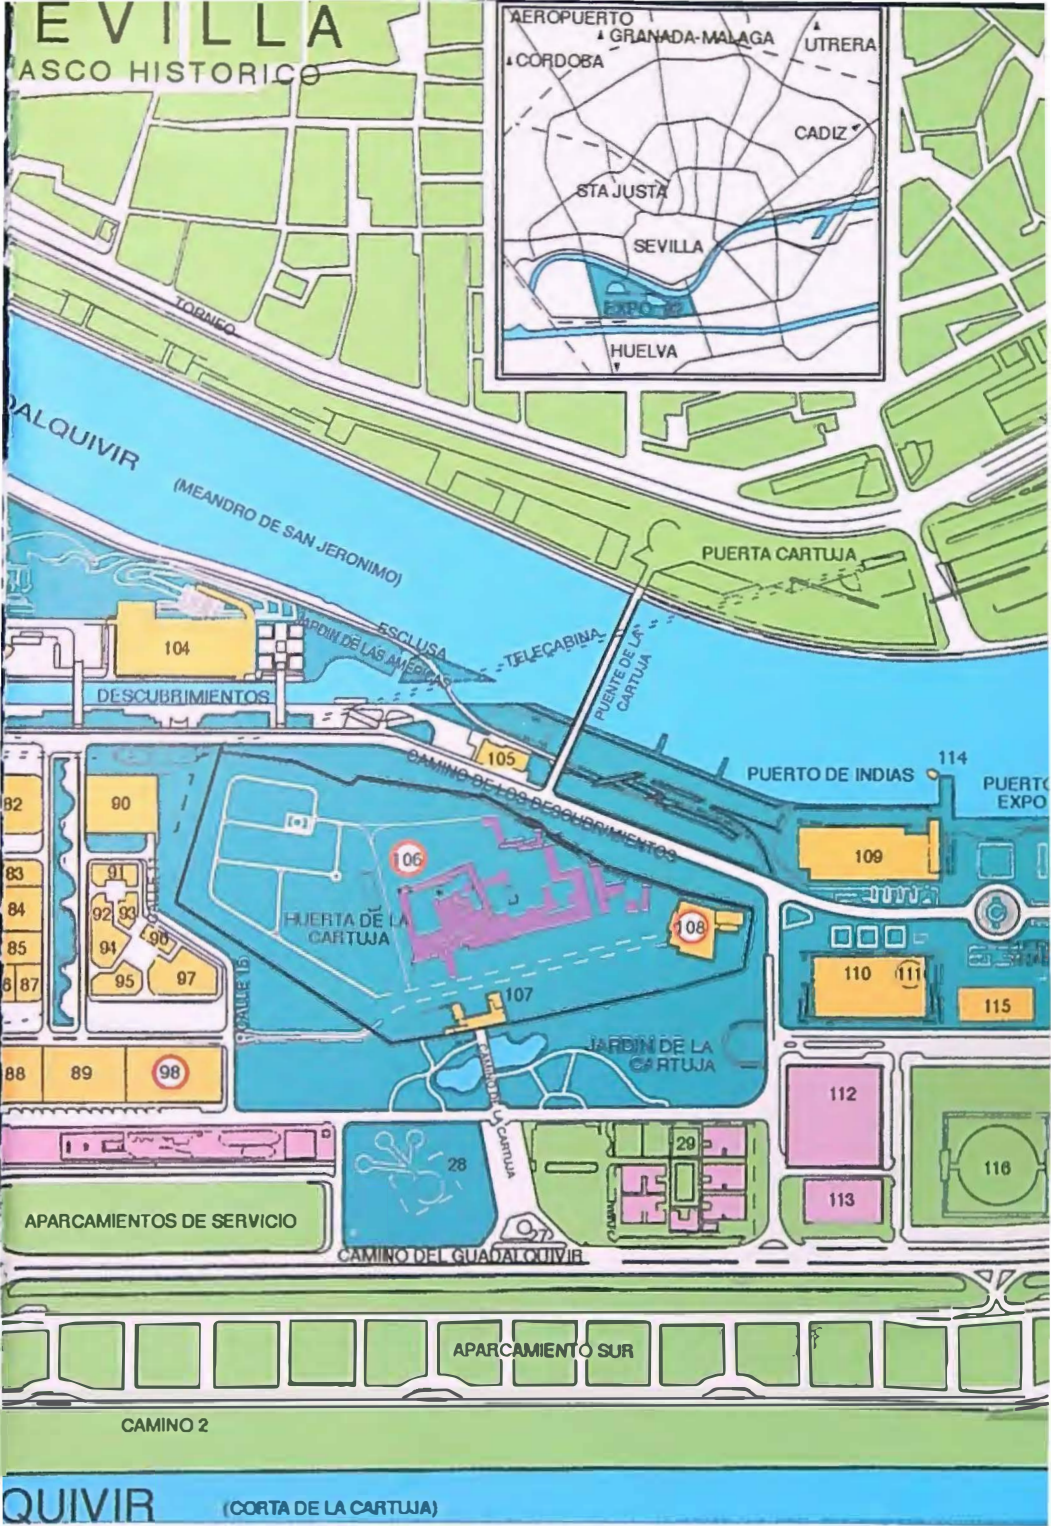 EVILLA
ASCO HISTORICO
AEROPUERTO
GRANADA-MALAGA
UTRERA
CORDOBA
CADIZ
STA JUSTA
SEVILLA
EXPO 92
HUELVA
TORNEO
DALQUIVIR
(MEANDRO DE SAN JERONIMO)
PUERTA CARTUJA
ESCLUSA
JARDIN DE LAS AMERICAS
TELECABINA
PUENTE DE LA
CARTUJA
104
DESCUBRIMIENTOS
105
CAMINO DE LOS DESCUBRIMIENTOS
PUERTO DE INDIAS
114
PUERTO
EXPO
82
90
106
109
83
91
84
92
93
CALLE 11
HUERTA DE LA
CARTUJA
108
85
94
96
110
111
6
87
95
97
CALLE 15
107
115
88
89
98
JARDIN DE LA
CARTUJA
CAMINO DE LA CARTUJA
112
28
29
116
113
APARCAMIENTOS DE SERVICIO
27
CAMINO DEL GUADALQUIVIR
APARCAMIENTO SUR
CAMINO 2
QUIVIR
(CORTA DE LA CARTUJA)